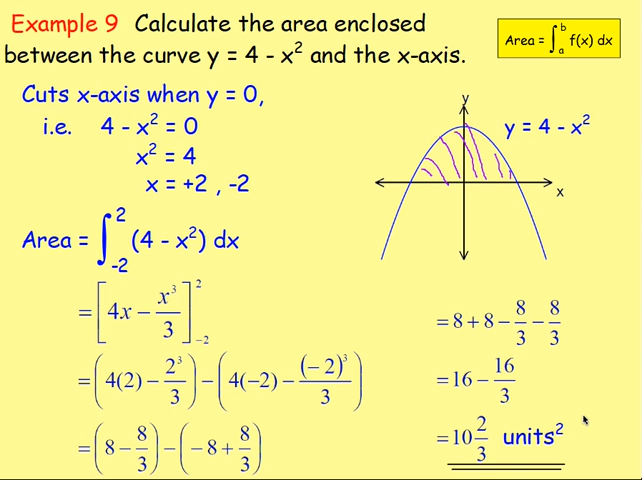 Example 9 Calculate the area enclosed
between the curve y = 4 - x² and the x-axis.
Area = ∫ₐᵇ f(x) dx
Cuts x-axis when y = 0,
i.e. 4 - x² = 0
x² = 4
x = +2 , -2
y
y = 4 - x²
x
Area = ∫₋₂² (4 - x²) dx
= [4x - x³/3]₋₂²
= (4(2) - 2³/3) - (4(-2) - (-2)³/3)
= (8 - 8/3) - (-8 + 8/3)
= 8 + 8 - 8/3 - 8/3
= 16 - 16/3
= 10 2/3 units²